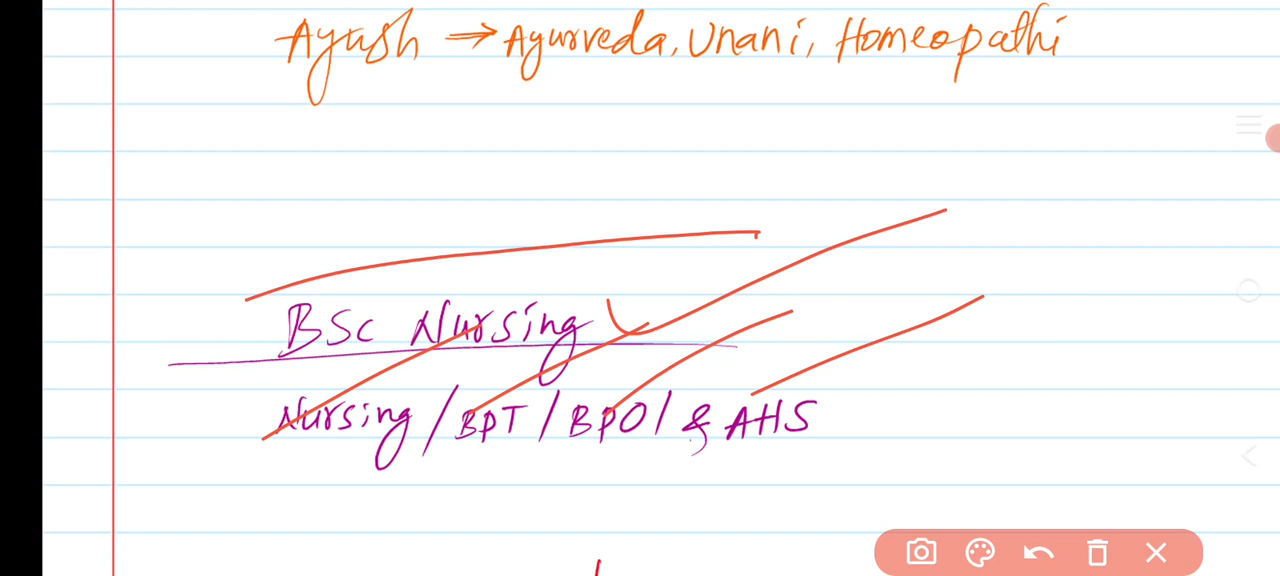 Ayush ⇒ Ayurveda, Unani, Homeopathi
BSc Nursing
Nursing / BPT / BPO / & AHS